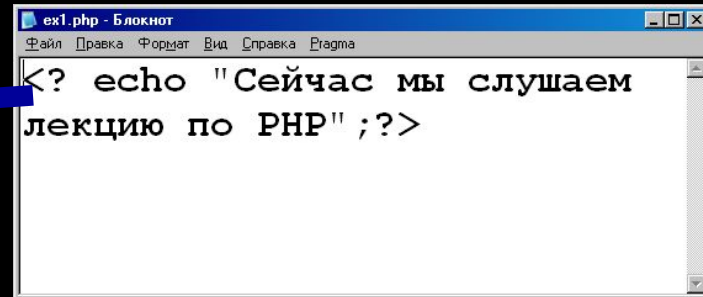 ex1.php - Блокнот
Файл Правка Формат Вид Справка Pragma
<? echo "Сейчас мы слушаем
лекцию по PHP";?>